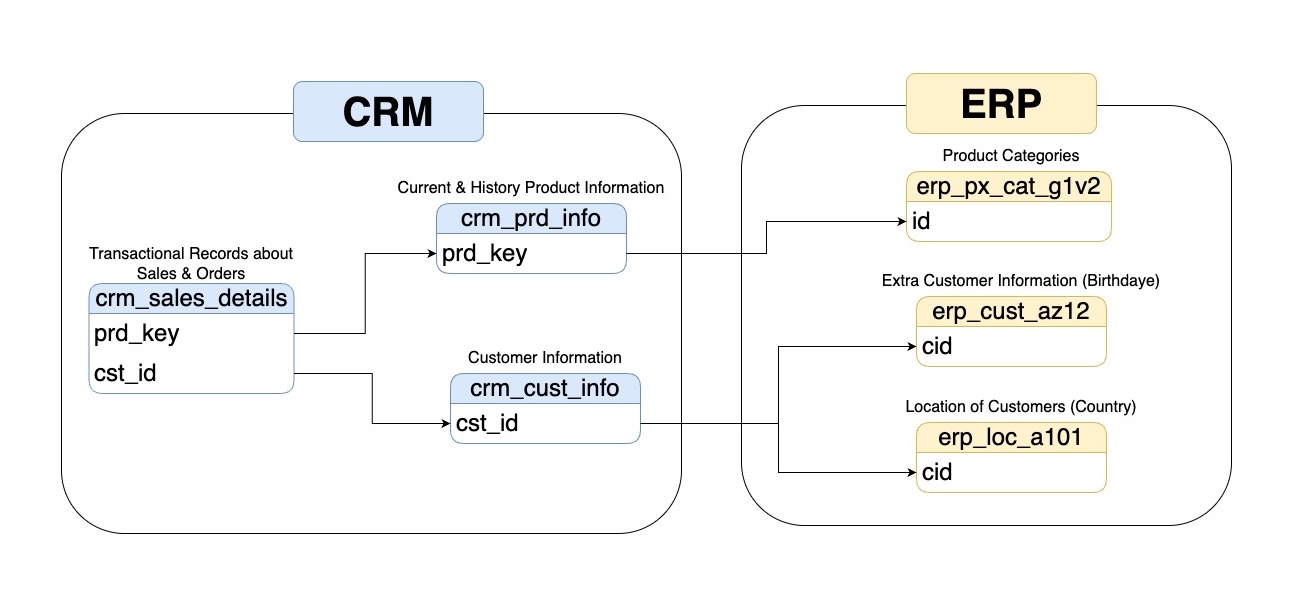 CRM
Transactional Records about
Sales & Orders
crm_sales_details
prd_key
cst_id
Current & History Product Information
crm_prd_info
prd_key
Customer Information
crm_cust_info
cst_id
ERP
Product Categories
erp_px_cat_g1v2
id
Extra Customer Information (Birthdaye)
erp_cust_az12
cid
Location of Customers (Country)
erp_loc_a101
cid